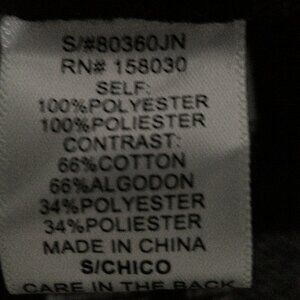 S/#80360JN
RN# 158030
SELF:
100%POLYESTER
100%POLIESTER
CONTRAST:
66%COTTON
66%ALGODON
34%POLYESTER
34%POLIESTER
MADE IN CHINA
S/CHICO
CARE IN THE BACK